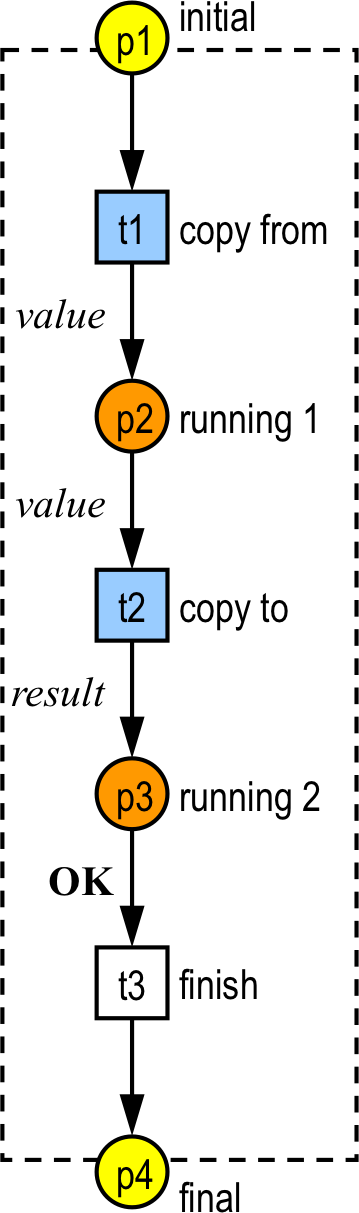 initial
p1
t1 copy from
value
p2 running 1
value
t2 copy to
result
p3 running 2
OK
t3 finish
p4
final